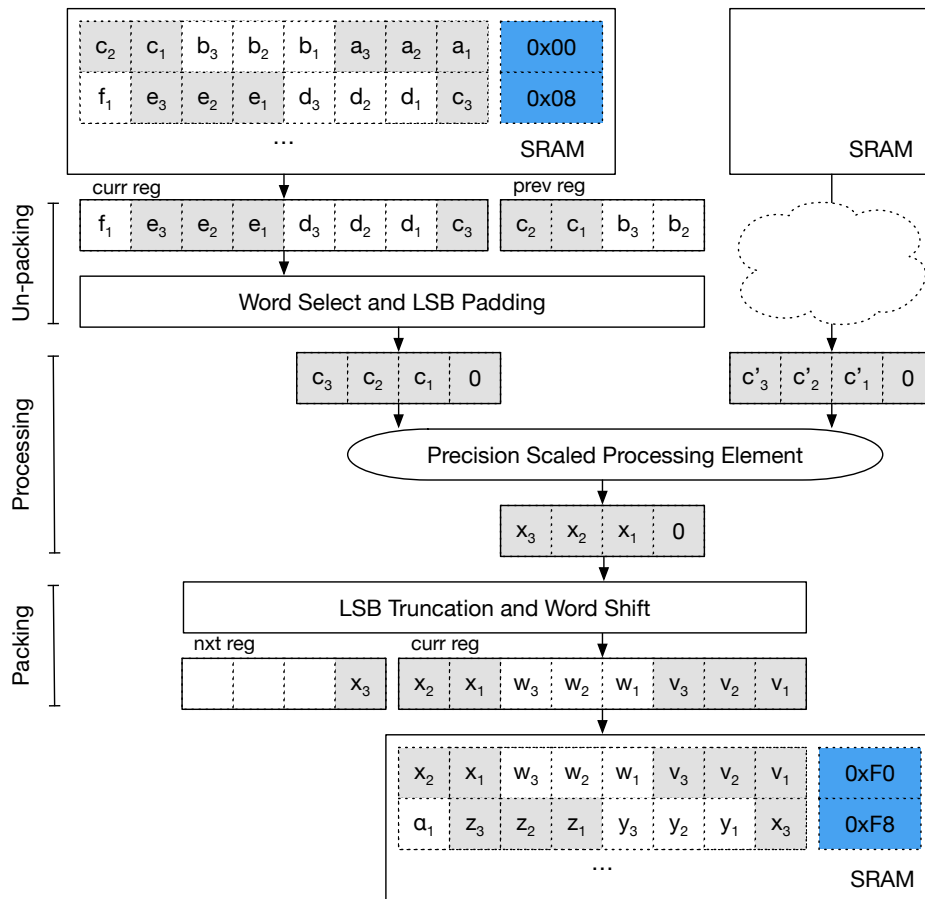 c₂ c₁ b₃ b₂ b₁ a₃ a₂ a₁ 0x00
f₁ e₃ e₂ e₁ d₃ d₂ d₁ c₃ 0x08
...
SRAM
SRAM
curr reg
prev reg
f₁ e₃ e₂ e₁ d₃ d₂ d₁ c₃
c₂ c₁ b₃ b₂
Un-packing
Word Select and LSB Padding
c₃ c₂ c₁ 0
c'₃ c'₂ c'₁ 0
Processing
Precision Scaled Processing Element
x₃ x₂ x₁ 0
Packing
LSB Truncation and Word Shift
nxt reg
curr reg
x₃
x₂ x₁ w₃ w₂ w₁ v₃ v₂ v₁
x₂ x₁ w₃ w₂ w₁ v₃ v₂ v₁ 0xF0
α₁ z₃ z₂ z₁ y₃ y₂ y₁ x₃ 0xF8
...
SRAM